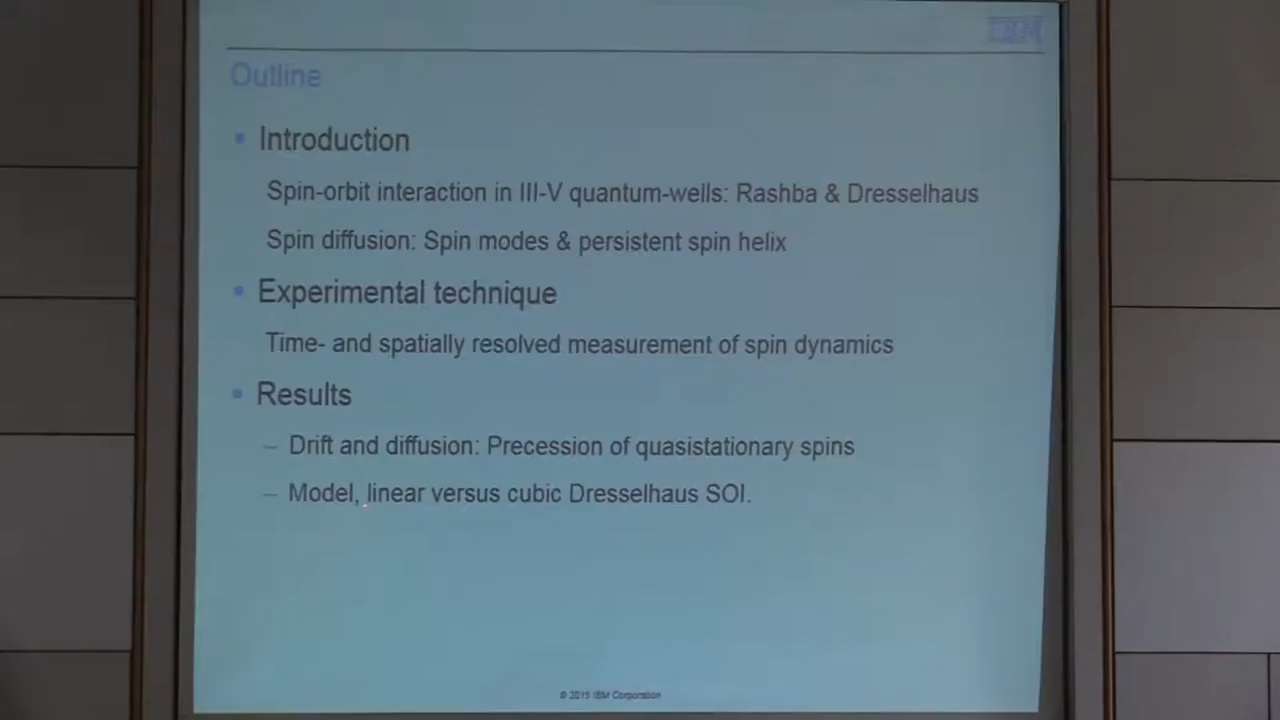 IBM
Outline
Introduction
Spin-orbit interaction in III-V quantum-wells: Rashba & Dresselhaus
Spin diffusion: Spin modes & persistent spin helix
Experimental technique
Time- and spatially resolved measurement of spin dynamics
Results
– Drift and diffusion: Precession of quasistationary spins
– Model, linear versus cubic Dresselhaus SOI.
© 2015 IBM Corporation